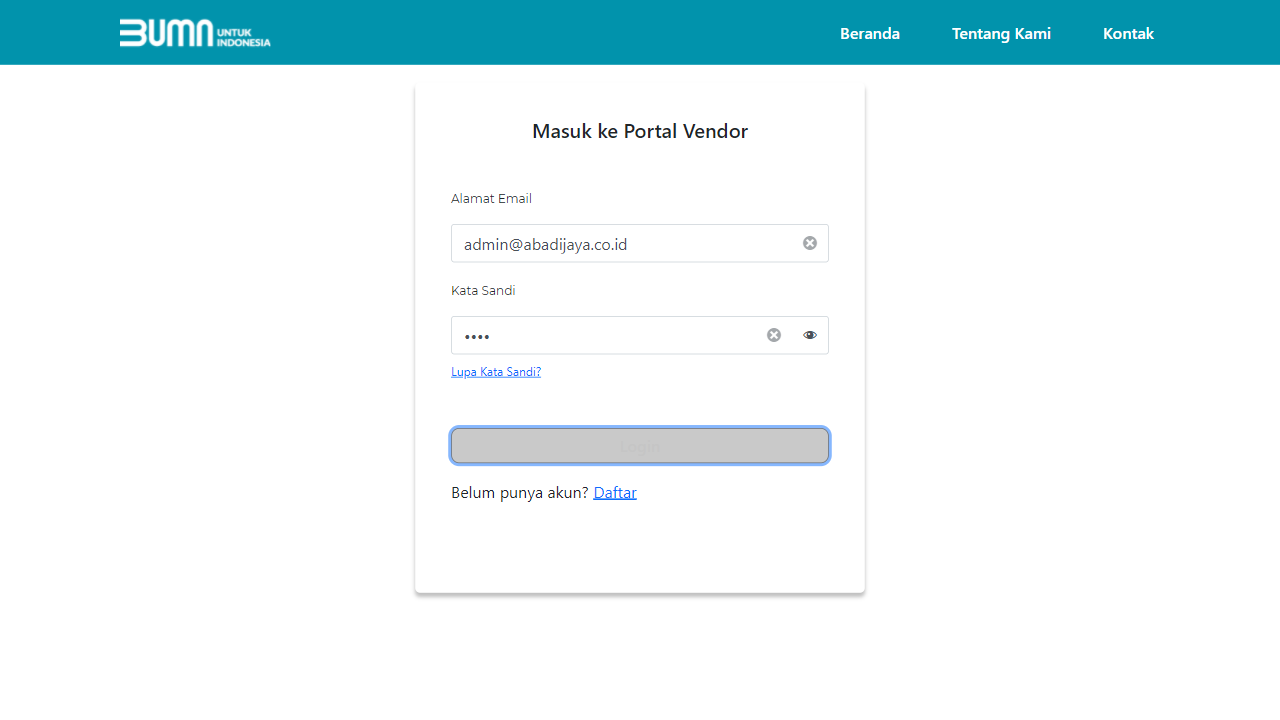 BUMN UNTUK INDONESIA
Beranda
Tentang Kami
Kontak
Masuk ke Portal Vendor
Alamat Email
admin@abadijaya.co.id
Kata Sandi
••••
Lupa Kata Sandi?
Login
Belum punya akun? Daftar